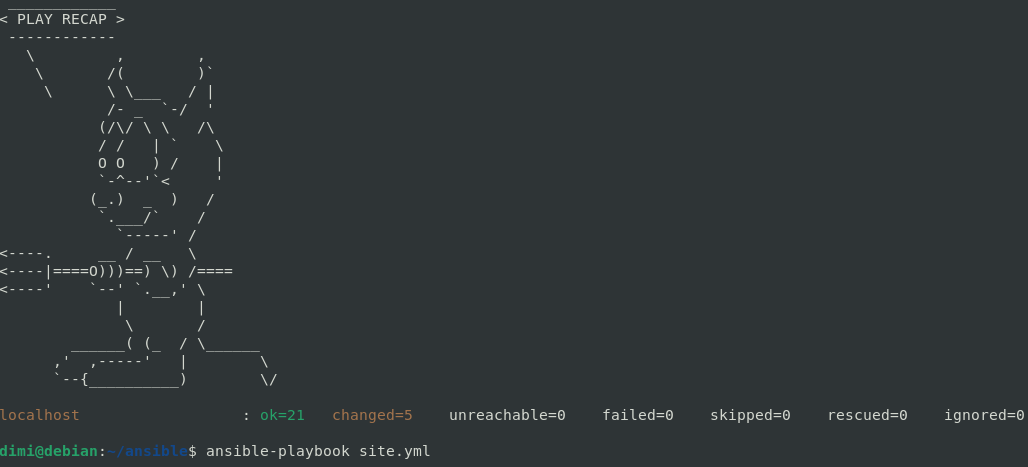 < PLAY RECAP >
localhost : ok=21 changed=5 unreachable=0 failed=0 skipped=0 rescued=0 ignored=0
dimi@debian:~/ansible$ ansible-playbook site.yml